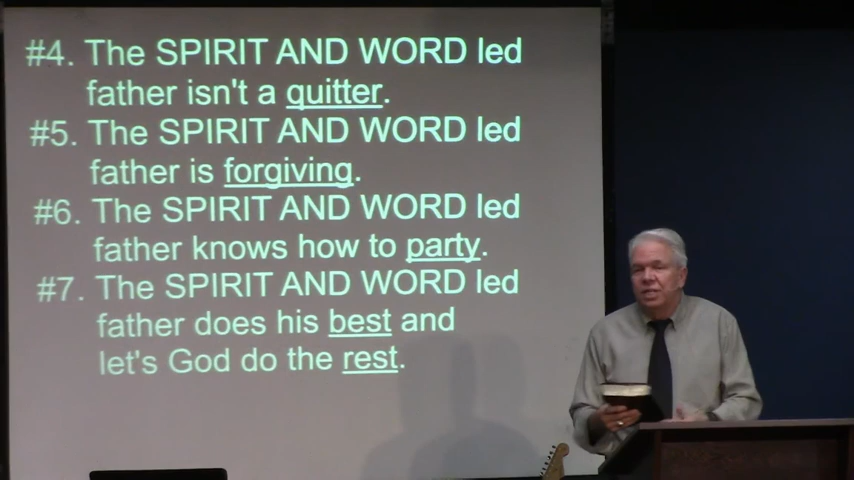 #4. The SPIRIT AND WORD led
father isn't a quitter.
#5. The SPIRIT AND WORD led
father is forgiving.
#6. The SPIRIT AND WORD led
father knows how to party.
#7. The SPIRIT AND WORD led
father does his best and
let's God do the rest.